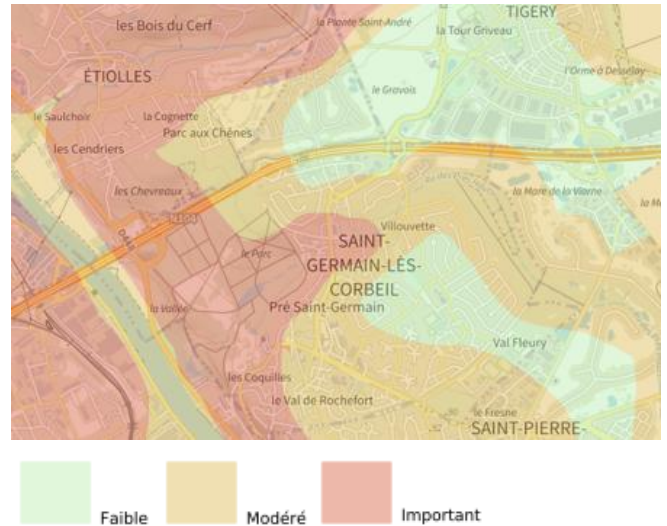 TIGERY
la Plante Saint-André
les Bois du Cerf
la Tour Griveau
l'Orme à Desselay
ÉTIOLLES
le Gravois
le Saulchoir
la Cognette
Parc aux Chênes
les Cendriers
les Chevreaux
la Mare de la Viorne
N104
D448
Villouvette
SAINT-
GERMAIN-LÈS-
CORBEIL
le Parc
la Vallée
Pré Saint-Germain
Val Fleury
les Coquilles
le Val de Rochefort
le Fresne
SAINT-PIERRE-
Faible
Modéré
Important